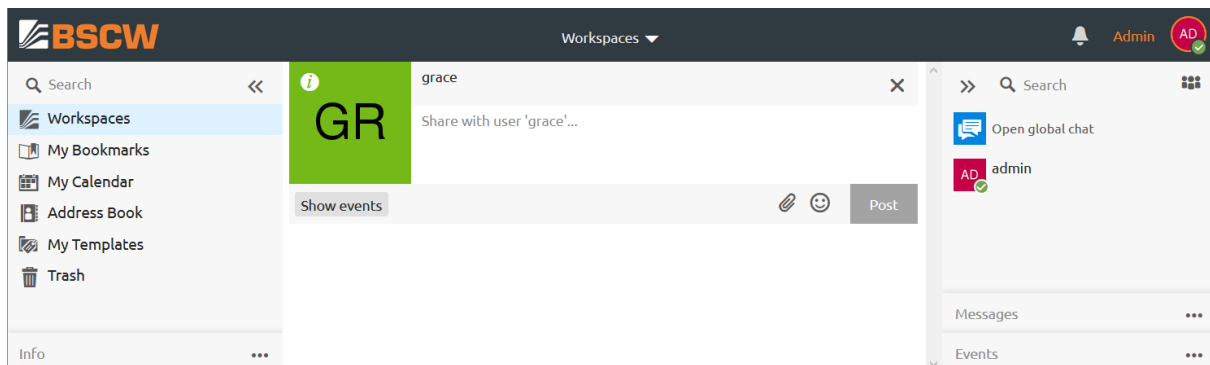 BSCW
Workspaces
Admin
AD
Search
Workspaces
My Bookmarks
My Calendar
Address Book
My Templates
Trash
Info
i
GR
grace
Share with user 'grace'...
Show events
Post
Search
Open global chat
AD
admin
Messages
Events